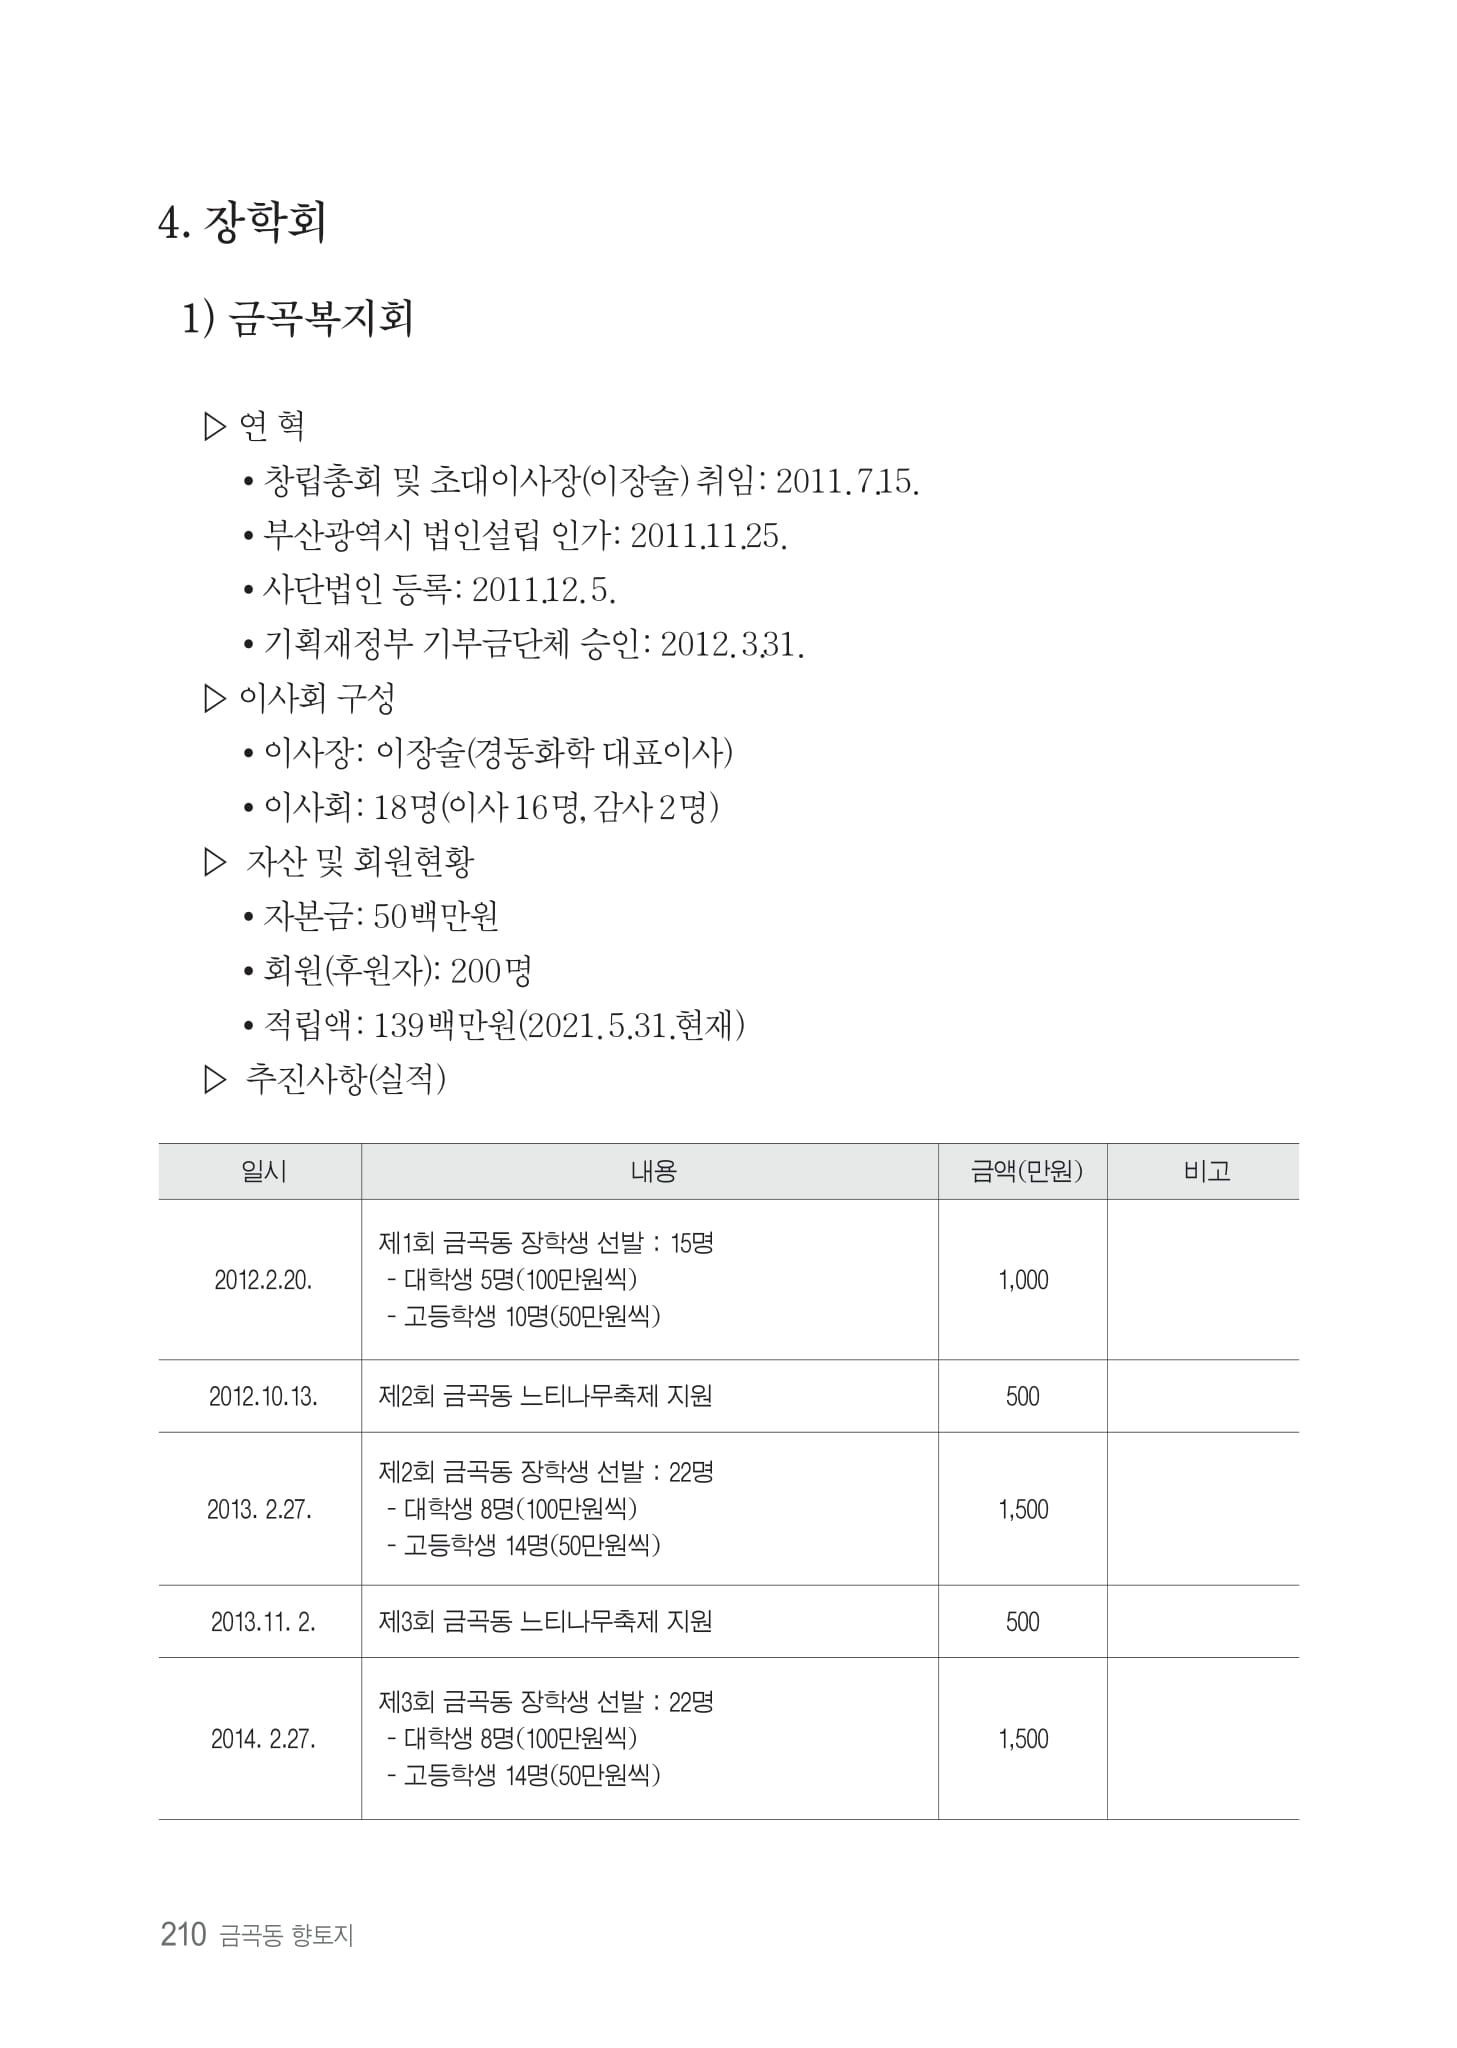 4. 장학회
1) 금곡복지회
▷ 연 혁
• 창립총회 및 초대이사장(이장술) 취임: 2011. 7.15.
• 부산광역시 법인설립 인가: 2011.11.25.
• 사단법인 등록: 2011.12. 5.
• 기획재정부 기부금단체 승인: 2012. 3.31.
▷ 이사회 구성
• 이사장: 이장술(경동화학 대표이사)
• 이사회: 18명(이사 16명, 감사 2명)
▷ 자산 및 회원현황
• 자본금: 50백만원
• 회원(후원자): 200명
• 적립액: 139백만원(2021. 5.31.현재)
▷ 추진사항(실적)
일시 내용 금액(만원) 비고
제1회 금곡동 장학생 선발 : 15명
2012.2.20. - 대학생 5명(100만원씩) 1,000
- 고등학생 10명(50만원씩)
2012.10.13. 제2회 금곡동 느티나무축제 지원 500
제2회 금곡동 장학생 선발 : 22명
2013. 2.27. - 대학생 8명(100만원씩) 1,500
- 고등학생 14명(50만원씩)
2013.11. 2. 제3회 금곡동 느티나무축제 지원 500
제3회 금곡동 장학생 선발 : 22명
2014. 2.27. - 대학생 8명(100만원씩) 1,500
- 고등학생 14명(50만원씩)
210 금곡동 향토지